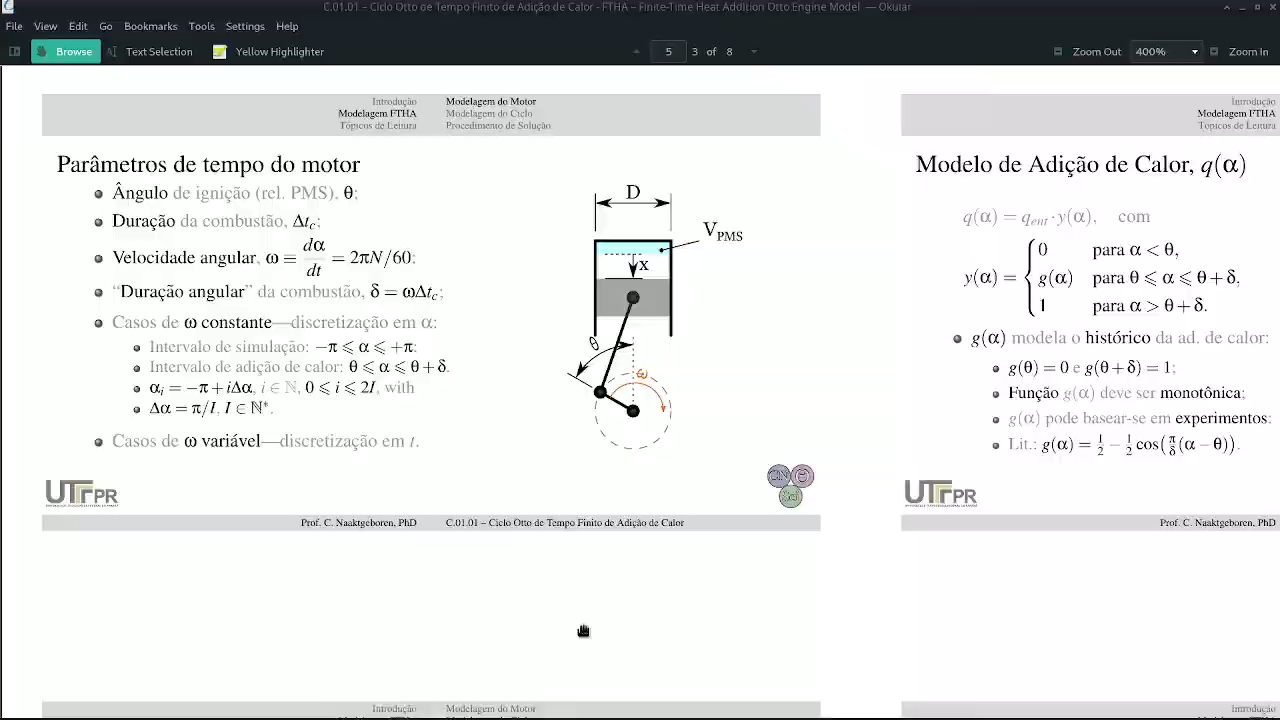 C.01.01 – Ciclo Otto de Tempo Finito de Adição de Calor - FTHA – Finite-Time Heat Addition Otto Engine Model — Okular
File View Edit Go Bookmarks Tools Settings Help
Browse Text Selection Yellow Highlighter 5 3 of 8 Zoom Out 400% Zoom In
Introdução
Modelagem FTHA
Tópicos de Leitura
Modelagem do Motor
Modelagem do Ciclo
Procedimento de Solução
Parâmetros de tempo do motor
Ângulo de ignição (rel. PMS), θ;
Duração da combustão, Δt_c;
Velocidade angular, ω = dα/dt = 2πN/60;
“Duração angular” da combustão, δ = ωΔt_c;
Casos de ω constante—discretização em α:
Intervalo de simulação: −π ⩽ α ⩽ +π;
Intervalo de adição de calor: θ ⩽ α ⩽ θ + δ.
α_i = −π + iΔα, i ∈ ℕ, 0 ⩽ i ⩽ 2I, with
Δα = π/I, I ∈ ℕ*.
Casos de ω variável—discretização em t.
D
V_PMS
x
θ
ω
UTFPR
Prof. C. Naaktgeboren, PhD
C.01.01 – Ciclo Otto de Tempo Finito de Adição de Calor
Introdução
Modelagem FTHA
Tópicos de Leitura
Modelo de Adição de Calor, q(α)
q(α) = q_ent · y(α), com
y(α) = { 0 para α < θ,
g(α) para θ ⩽ α ⩽ θ + δ,
1 para α > θ + δ.
g(α) modela o histórico da ad. de calor:
g(θ) = 0 e g(θ + δ) = 1;
Função g(α) deve ser monotônica;
g(α) pode basear-se em experimentos;
Lit.: g(α) = 1/2 − 1/2 cos(π/δ(α − θ)).
UTFPR
Prof. C. Naaktgeboren, PhD
Introdução
Modelagem do Motor
Introdução